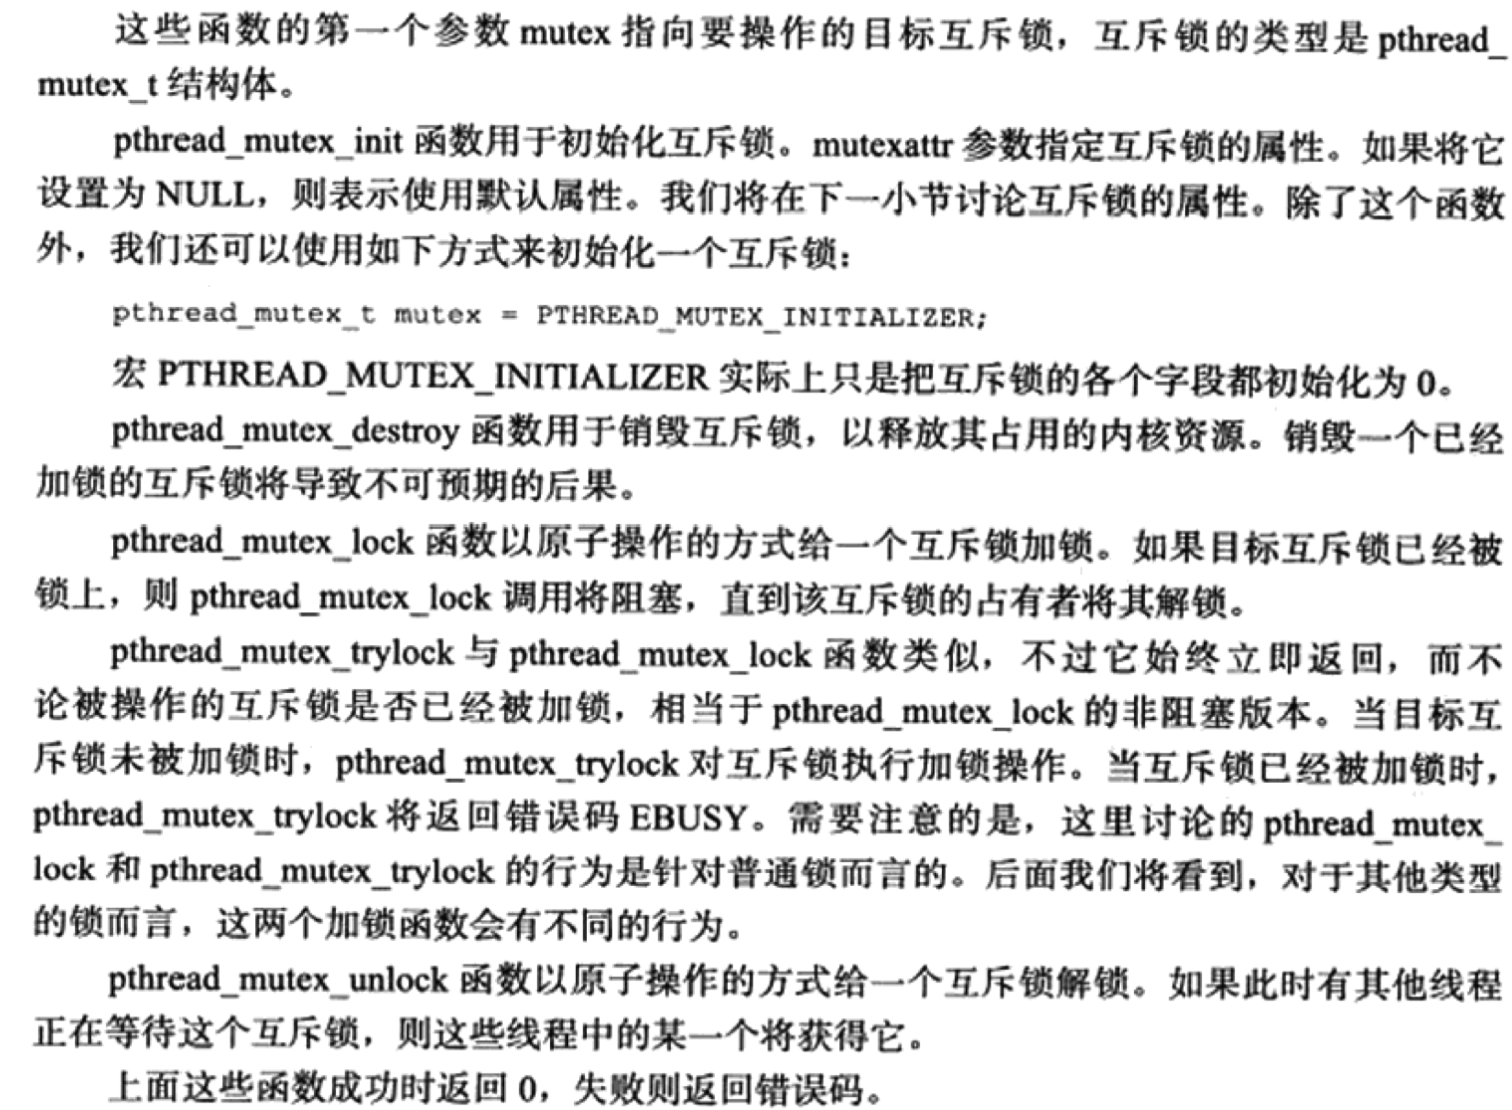 这些函数的第一个参数 mutex 指向要操作的目标互斥锁，互斥锁的类型是 pthread_
mutex_t 结构体。
pthread_mutex_init 函数用于初始化互斥锁。mutexattr 参数指定互斥锁的属性。如果将它
设置为 NULL，则表示使用默认属性。我们将在下一小节讨论互斥锁的属性。除了这个函数
外，我们还可以使用如下方式来初始化一个互斥锁：
pthread_mutex_t mutex = PTHREAD_MUTEX_INITIALIZER;
宏 PTHREAD_MUTEX_INITIALIZER 实际上只是把互斥锁的各个字段都初始化为 0。
pthread_mutex_destroy 函数用于销毁互斥锁，以释放其占用的内核资源。销毁一个已经
加锁的互斥锁将导致不可预期的后果。
pthread_mutex_lock 函数以原子操作的方式给一个互斥锁加锁。如果目标互斥锁已经被
锁上，则 pthread_mutex_lock 调用将阻塞，直到该互斥锁的占有者将其解锁。
pthread_mutex_trylock 与 pthread_mutex_lock 函数类似，不过它始终立即返回，而不
论被操作的互斥锁是否已经被加锁，相当于 pthread_mutex_lock 的非阻塞版本。当目标互
斥锁未被加锁时，pthread_mutex_trylock 对互斥锁执行加锁操作。当互斥锁已经被加锁时，
pthread_mutex_trylock 将返回错误码 EBUSY。需要注意的是，这里讨论的 pthread_mutex_
lock 和 pthread_mutex_trylock 的行为是针对普通锁而言的。后面我们将看到，对于其他类型
的锁而言，这两个加锁函数会有不同的行为。
pthread_mutex_unlock 函数以原子操作的方式给一个互斥锁解锁。如果此时有其他线程
正在等待这个互斥锁，则这些线程中的某一个将获得它。
上面这些函数成功时返回 0，失败则返回错误码。